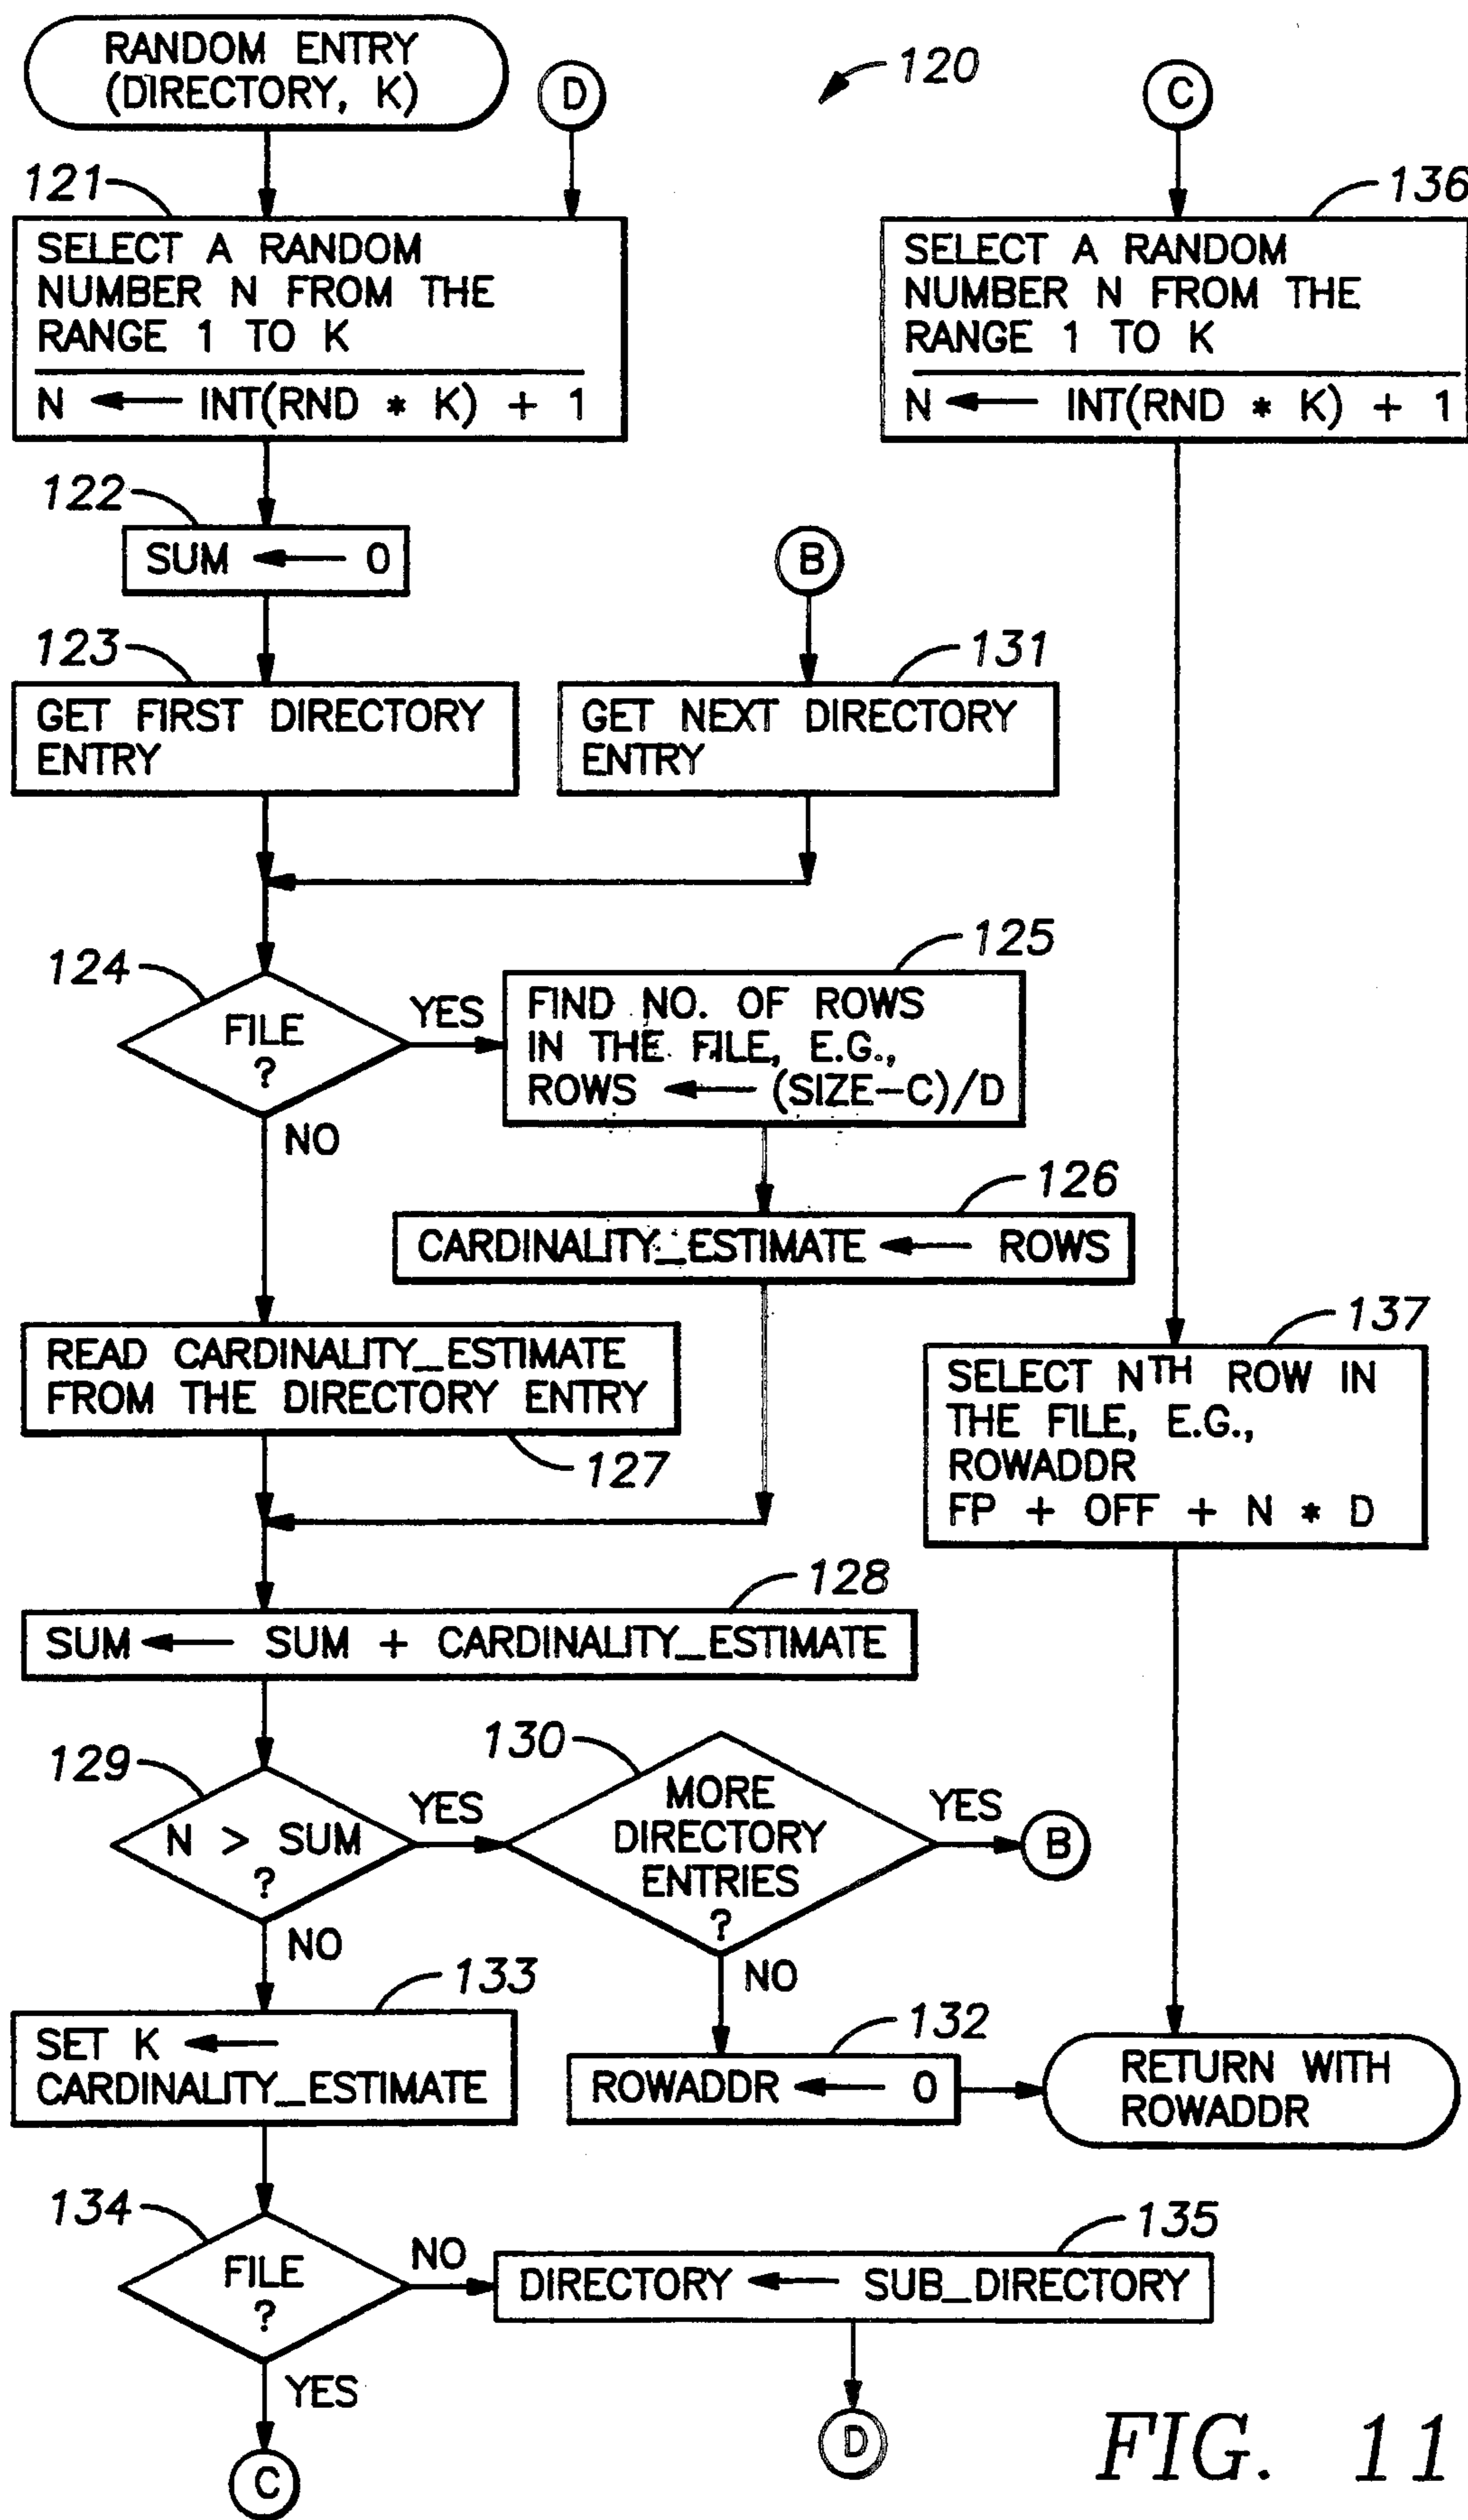 RANDOM ENTRY
(DIRECTORY, K)
D
120
C
121
SELECT A RANDOM
NUMBER N FROM THE
RANGE 1 TO K
N ← INT(RND * K) + 1
136
SELECT A RANDOM
NUMBER N FROM THE
RANGE 1 TO K
N ← INT(RND * K) + 1
122
SUM ← 0
B
123
GET FIRST DIRECTORY
ENTRY
131
GET NEXT DIRECTORY
ENTRY
124
FILE
?
YES
NO
125
FIND NO. OF ROWS
IN THE FILE, E.G.,
ROWS ← (SIZE-C)/D
126
CARDINALITY_ESTIMATE ← ROWS
READ CARDINALITY_ESTIMATE
FROM THE DIRECTORY ENTRY
127
137
SELECT NTH ROW IN
THE FILE, E.G.,
ROWADDR
FP + OFF + N * D
128
SUM ← SUM + CARDINALITY_ESTIMATE
129
N > SUM
?
YES
NO
130
MORE
DIRECTORY
ENTRIES
?
YES
B
NO
133
SET K ←
CARDINALITY_ESTIMATE
132
ROWADDR ← 0
RETURN WITH
ROWADDR
134
FILE
?
NO
YES
135
DIRECTORY ← SUB_DIRECTORY
D
C
FIG. 11